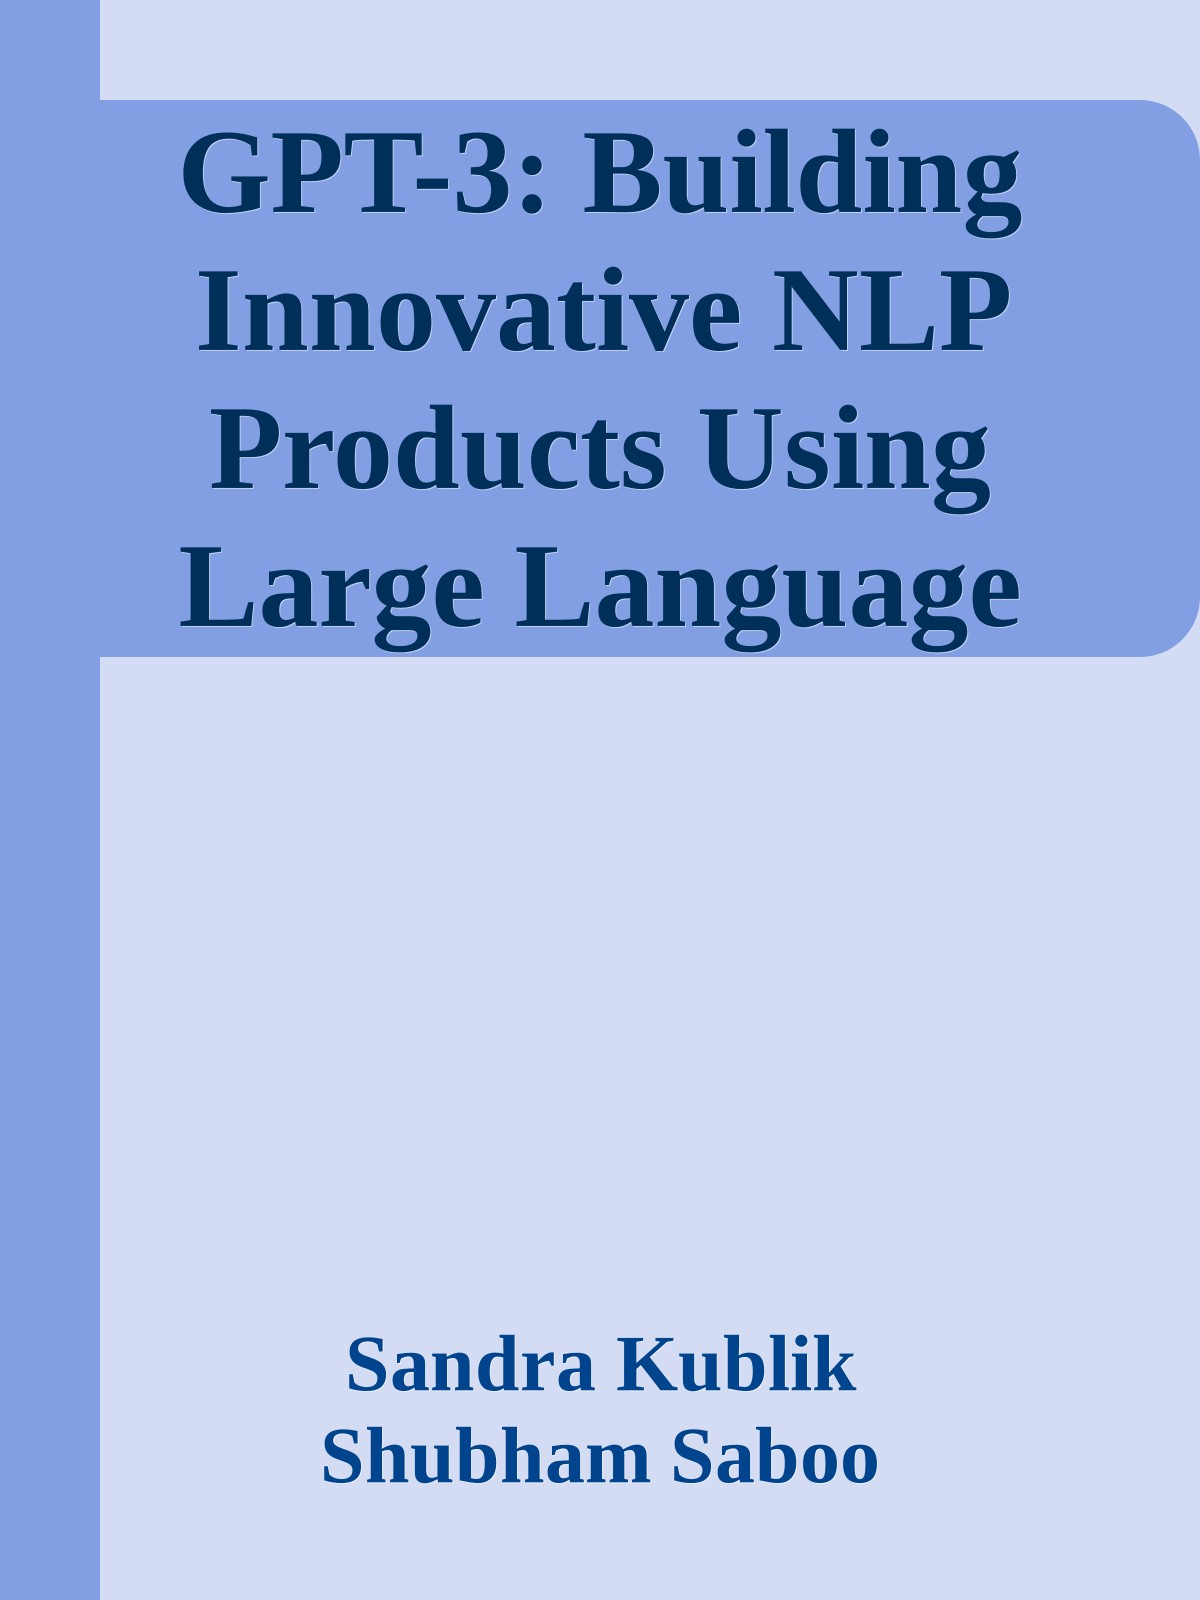 GPT-3: Building
Innovative NLP
Products Using
Large Language
Sandra Kublik
Shubham Saboo